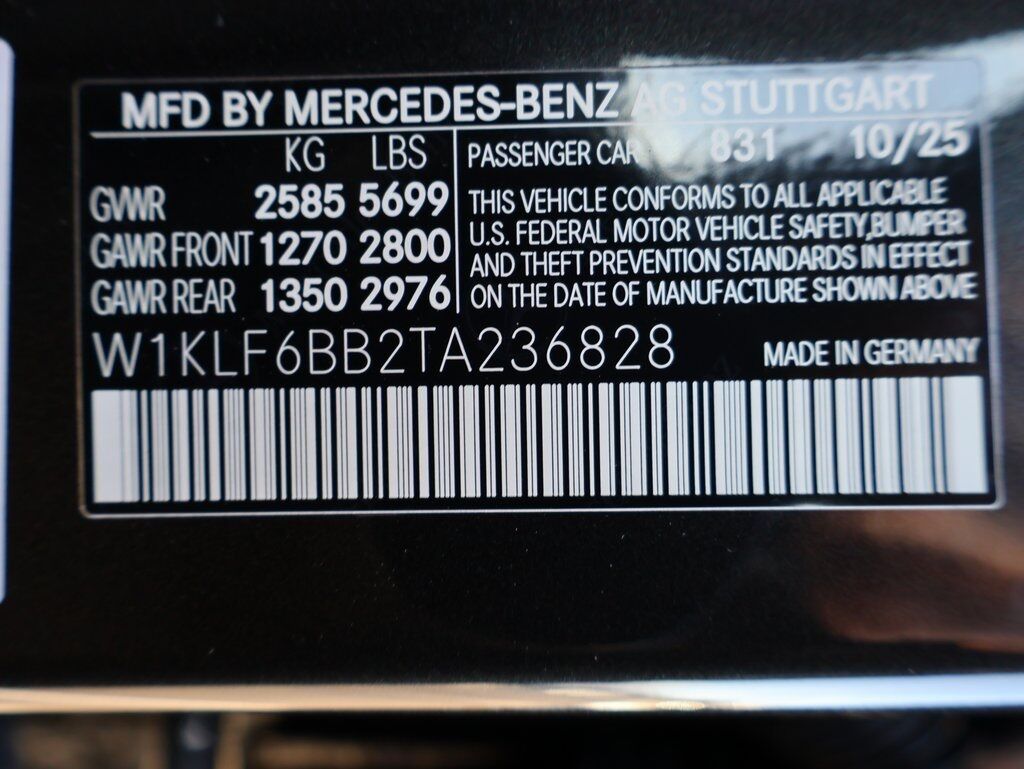 MFD BY MERCEDES-BENZ AG STUTTGART
KG LBS
GVWR 2585 5699
GAWR FRONT 1270 2800
GAWR REAR 1350 2976
PASSENGER CAR 831 10/25
THIS VEHICLE CONFORMS TO ALL APPLICABLE
U.S. FEDERAL MOTOR VEHICLE SAFETY,BUMPER
AND THEFT PREVENTION STANDARDS IN EFFECT
ON THE DATE OF MANUFACTURE SHOWN ABOVE
W1KLF6BB2TA236828
MADE IN GERMANY